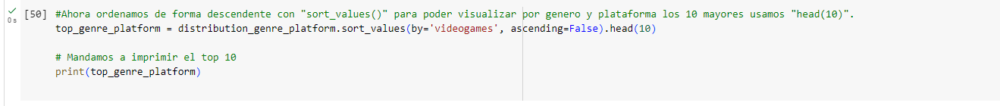 [50] #Ahora ordenamos de forma descendente con "sort_values()" para poder visualizar por genero y plataforma los 10 mayores usamos "head(10)".
0s
top_genre_platform = distribution_genre_platform.sort_values(by='videogames', ascending=False).head(10)
# Mandamos a imprimir el top 10
print(top_genre_platform)